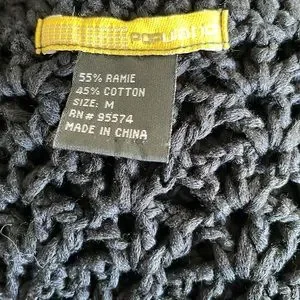 55% RAMIE
45% COTTON
SIZE: M
RN# 95574
MADE IN CHINA